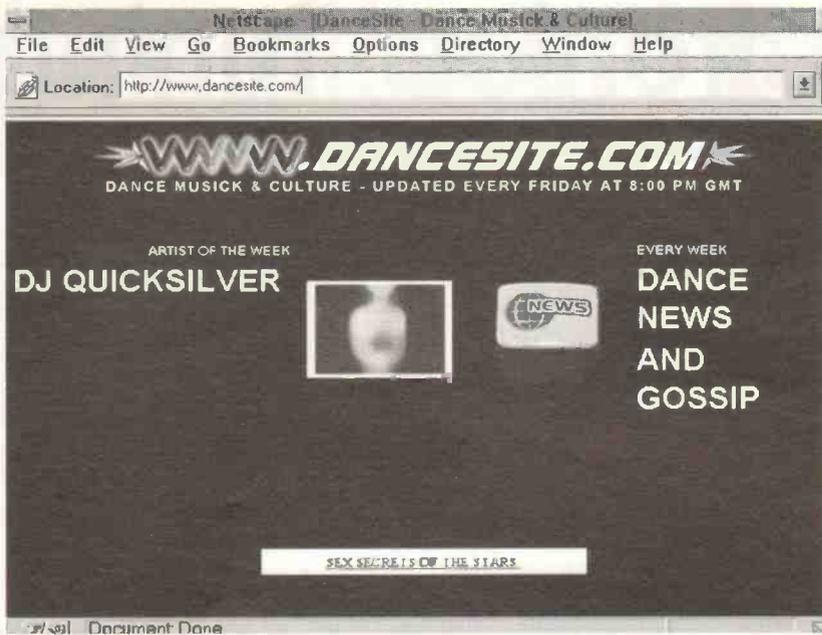 Netscape - [DanceSite - Dance Musick & Culture]
File Edit View Go Bookmarks Options Directory Window Help
Location: http://www.dancesite.com/
WWW.DANCESITE.COM
DANCE MUSICK & CULTURE - UPDATED EVERY FRIDAY AT 8:00 PM GMT
ARTIST OF THE WEEK
DJ QUICKSILVER
NEWS
EVERY WEEK
DANCE
NEWS
AND
GOSSIP
SEX SECRETS OF THE STARS
Document: Done